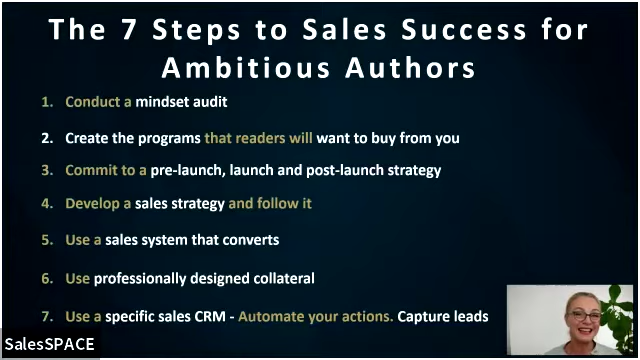 The 7 Steps to Sales Success for
Ambitious Authors
1. Conduct a mindset audit
2. Create the programs that readers will want to buy from you
3. Commit to a pre-launch, launch and post-launch strategy
4. Develop a sales strategy and follow it
5. Use a sales system that converts
6. Use professionally designed collateral
7. Use a specific sales CRM - Automate your actions. Capture leads
SalesSPACE